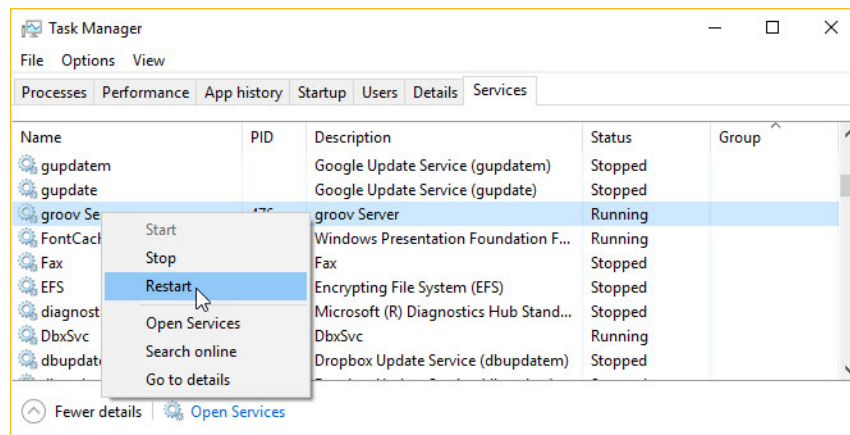 Task Manager
File Options View
Processes Performance App history Startup Users Details Services
Name PID Description Status Group
gupdatem Google Update Service (gupdatem) Stopped
gupdate Google Update Service (gupdate) Stopped
groov Se groov Server Running
FontCach Windows Presentation Foundation F... Running
Fax Fax Stopped
EFS Encrypting File System (EFS) Stopped
diagnost Microsoft (R) Diagnostics Hub Stand... Stopped
DbxSvc DbxSvc Running
dbupdat Dropbox Update Service (dbupdatem) Stopped
Start
Stop
Restart
Open Services
Search online
Go to details
Fewer details Open Services